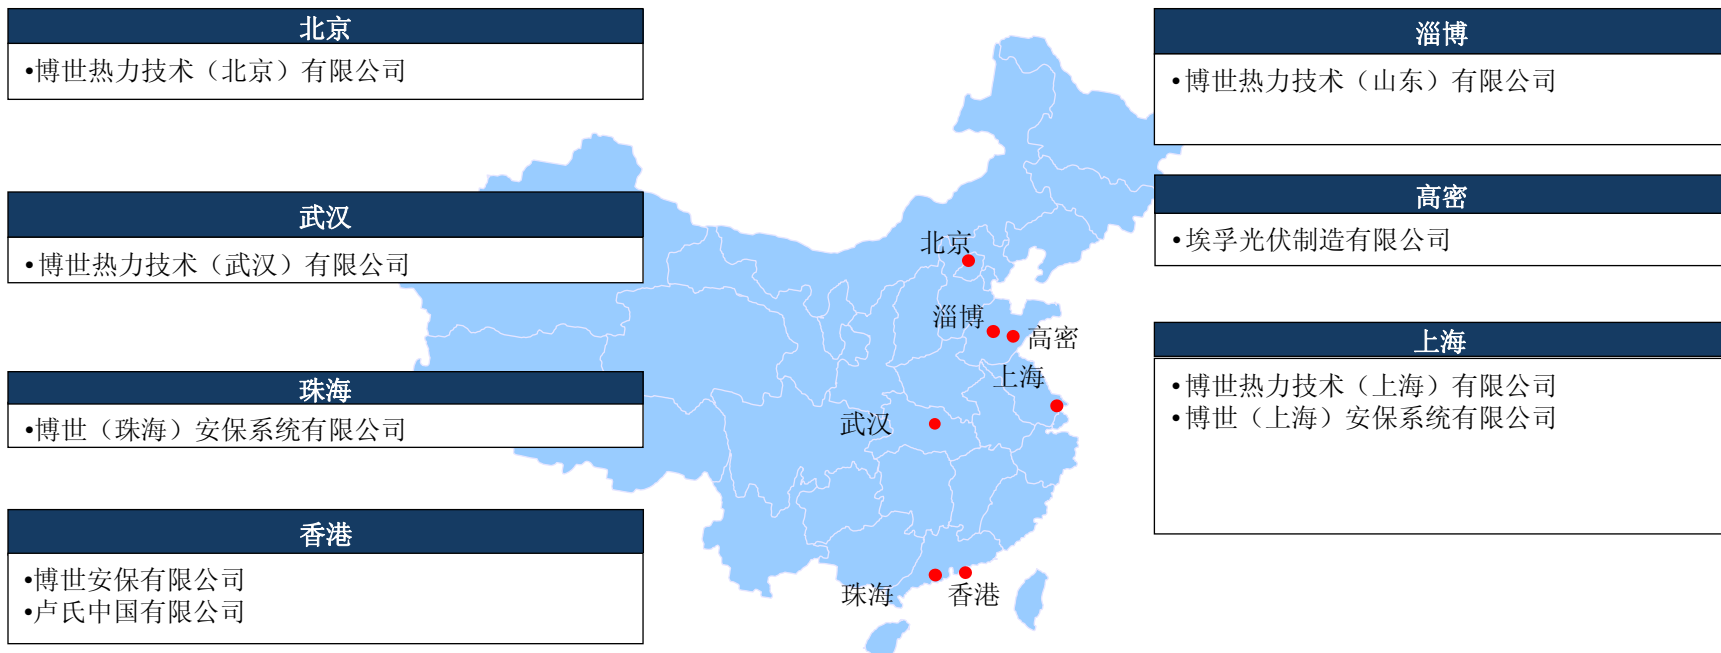 北京
•博世热力技术（北京）有限公司
武汉
•博世热力技术（武汉）有限公司
珠海
•博世（珠海）安保系统有限公司
香港
•博世安保有限公司
•卢氏中国有限公司
北京
淄博
高密
上海
武汉
珠海
香港
淄博
•博世热力技术（山东）有限公司
高密
•埃孚光伏制造有限公司
上海
•博世热力技术（上海）有限公司
•博世（上海）安保系统有限公司